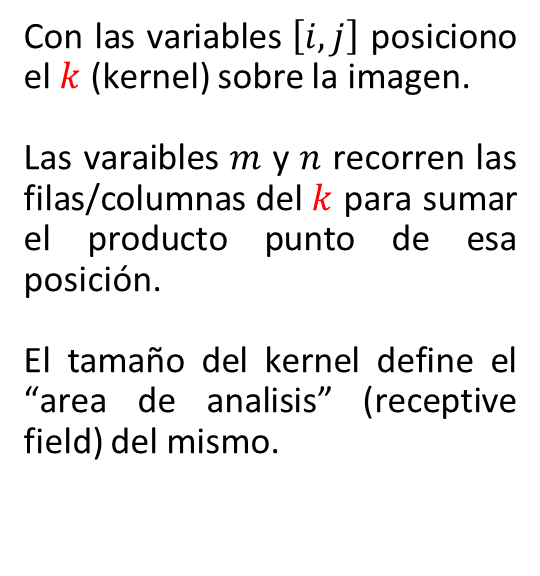 Con las variables [i, j] posiciono
el k (kernel) sobre la imagen.
Las varaibles m y n recorren las
filas/columnas del k para sumar
el producto punto de esa
posición.
El tamaño del kernel define el
“area de analisis” (receptive
field) del mismo.